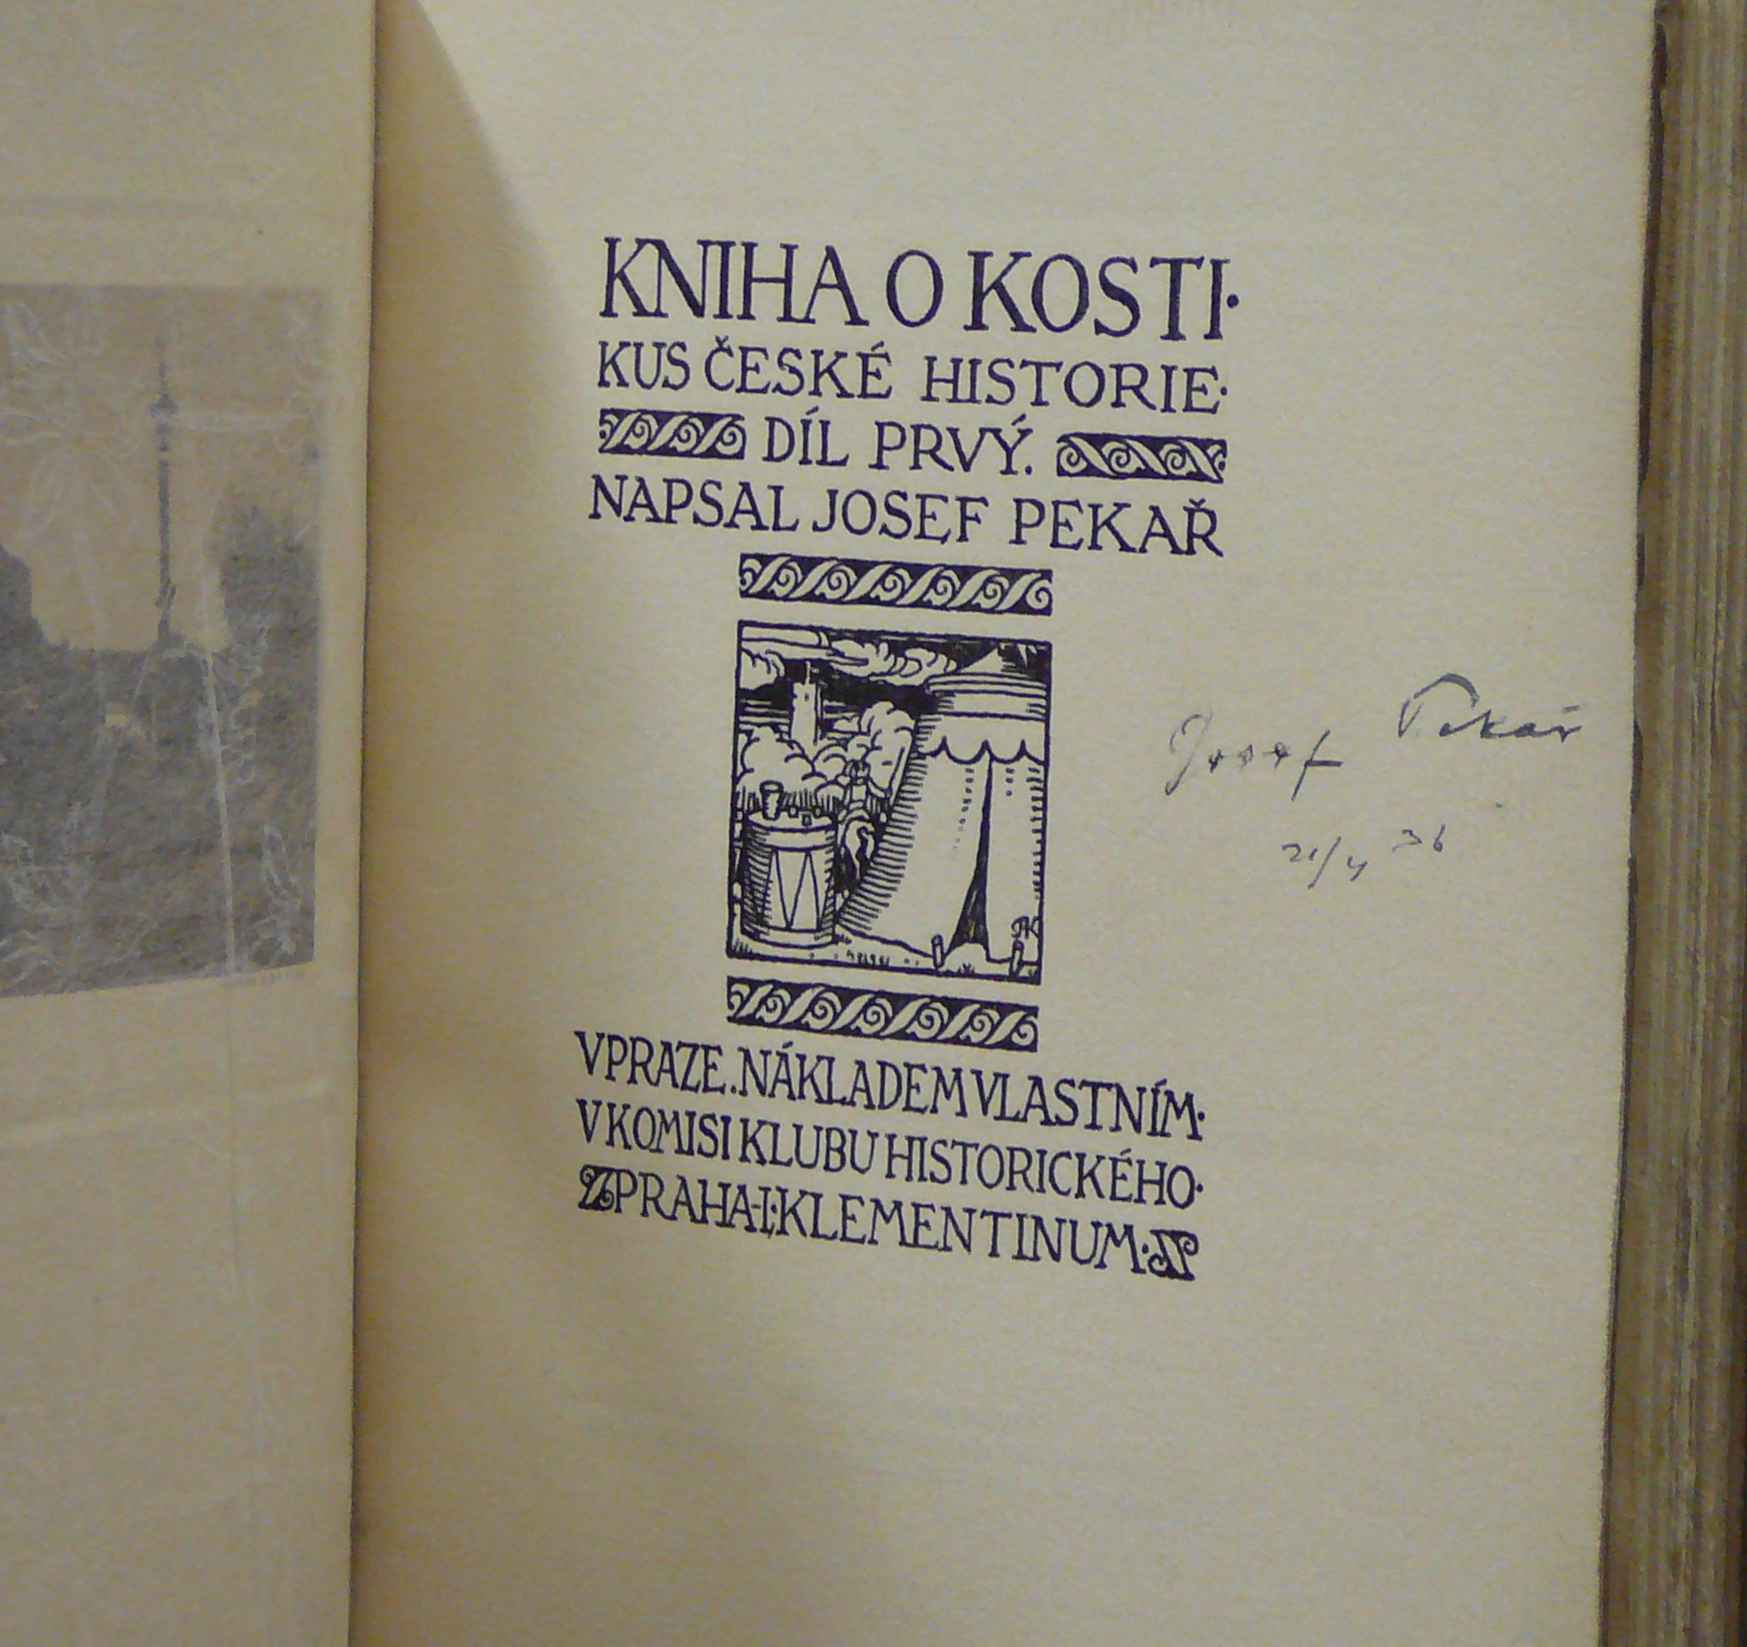 KNIHA O KOSTI·
KUS ČESKÉ HISTORIE·
DÍL PRVÝ.
NAPSAL JOSEF PEKAŘ
Josef Pekař
21/4 36
V PRAZE. NÁKLADEM VLASTNÍM·
V KOMISI KLUBU HISTORICKÉHO·
PRAHA-I·KLEMENTINUM·